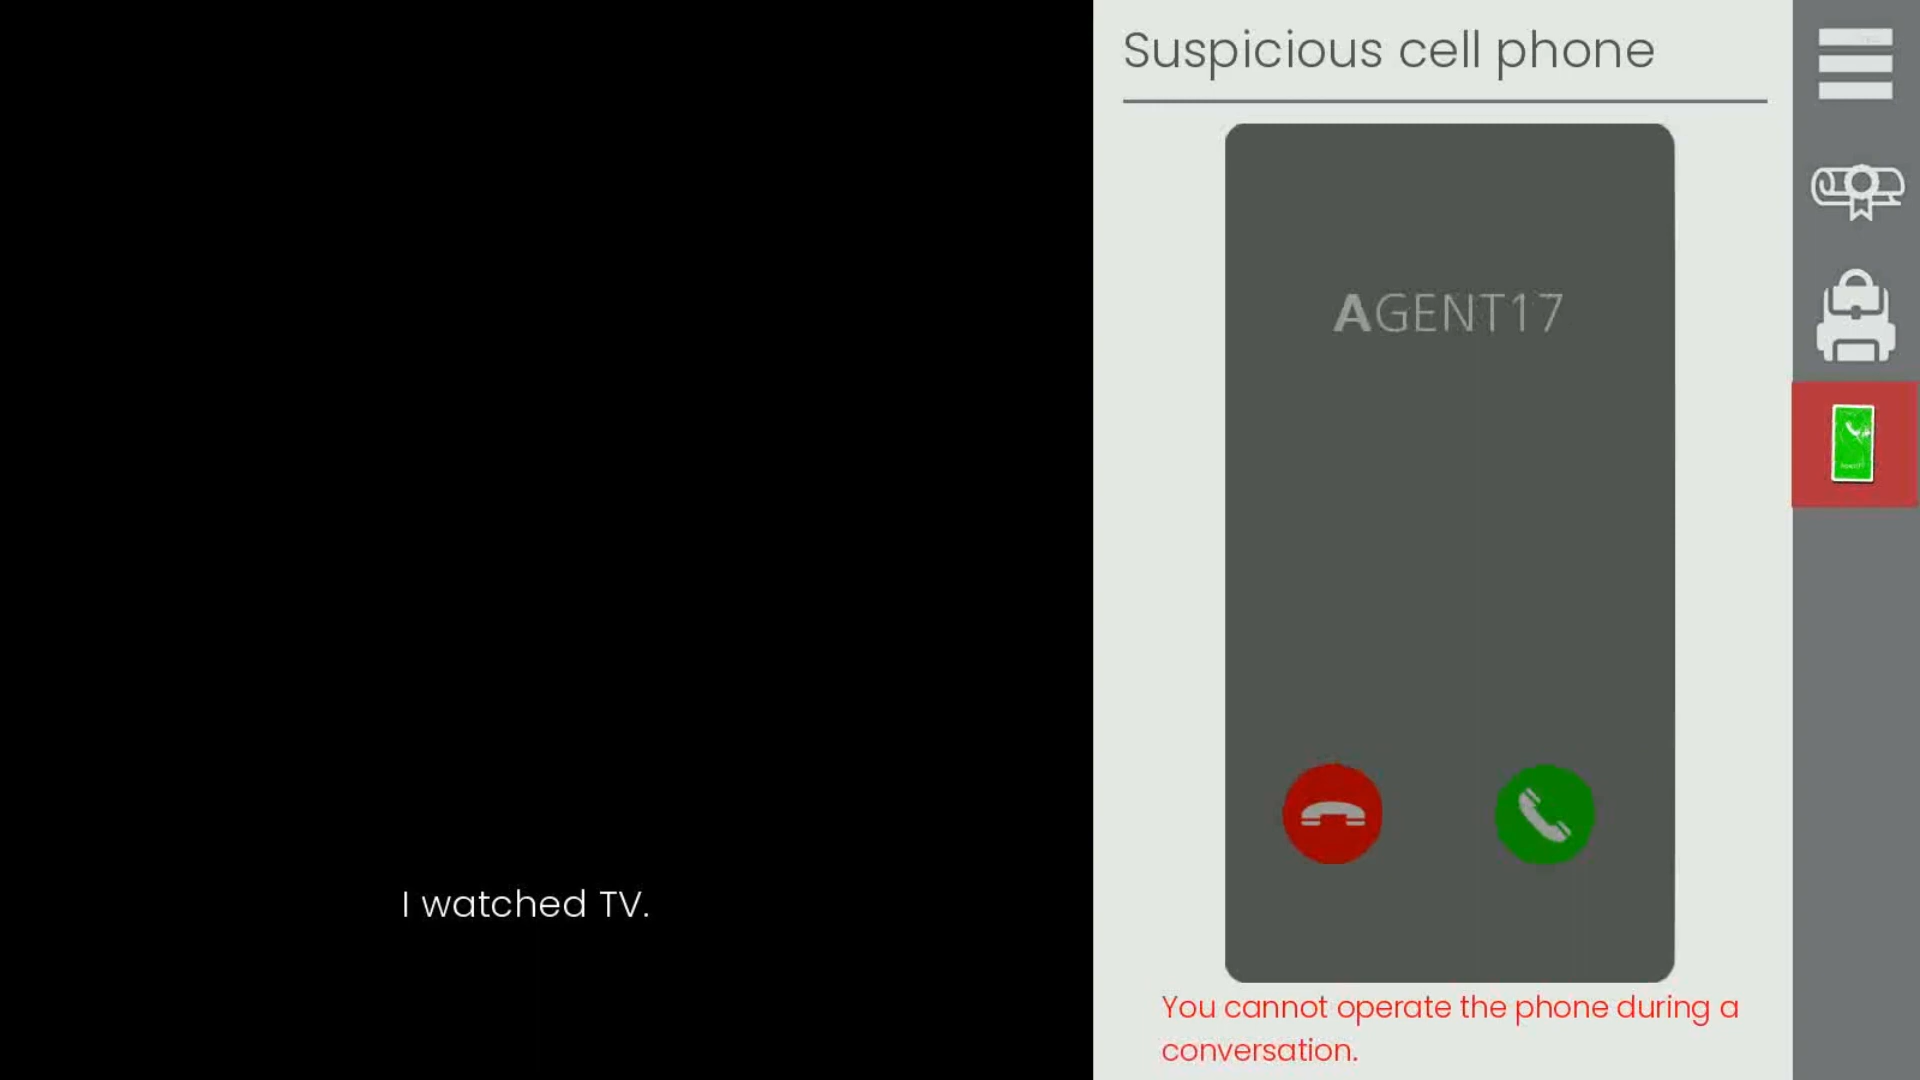 Suspicious cell phone
AGENT17
I watched TV.
You cannot operate the phone during a
conversation.